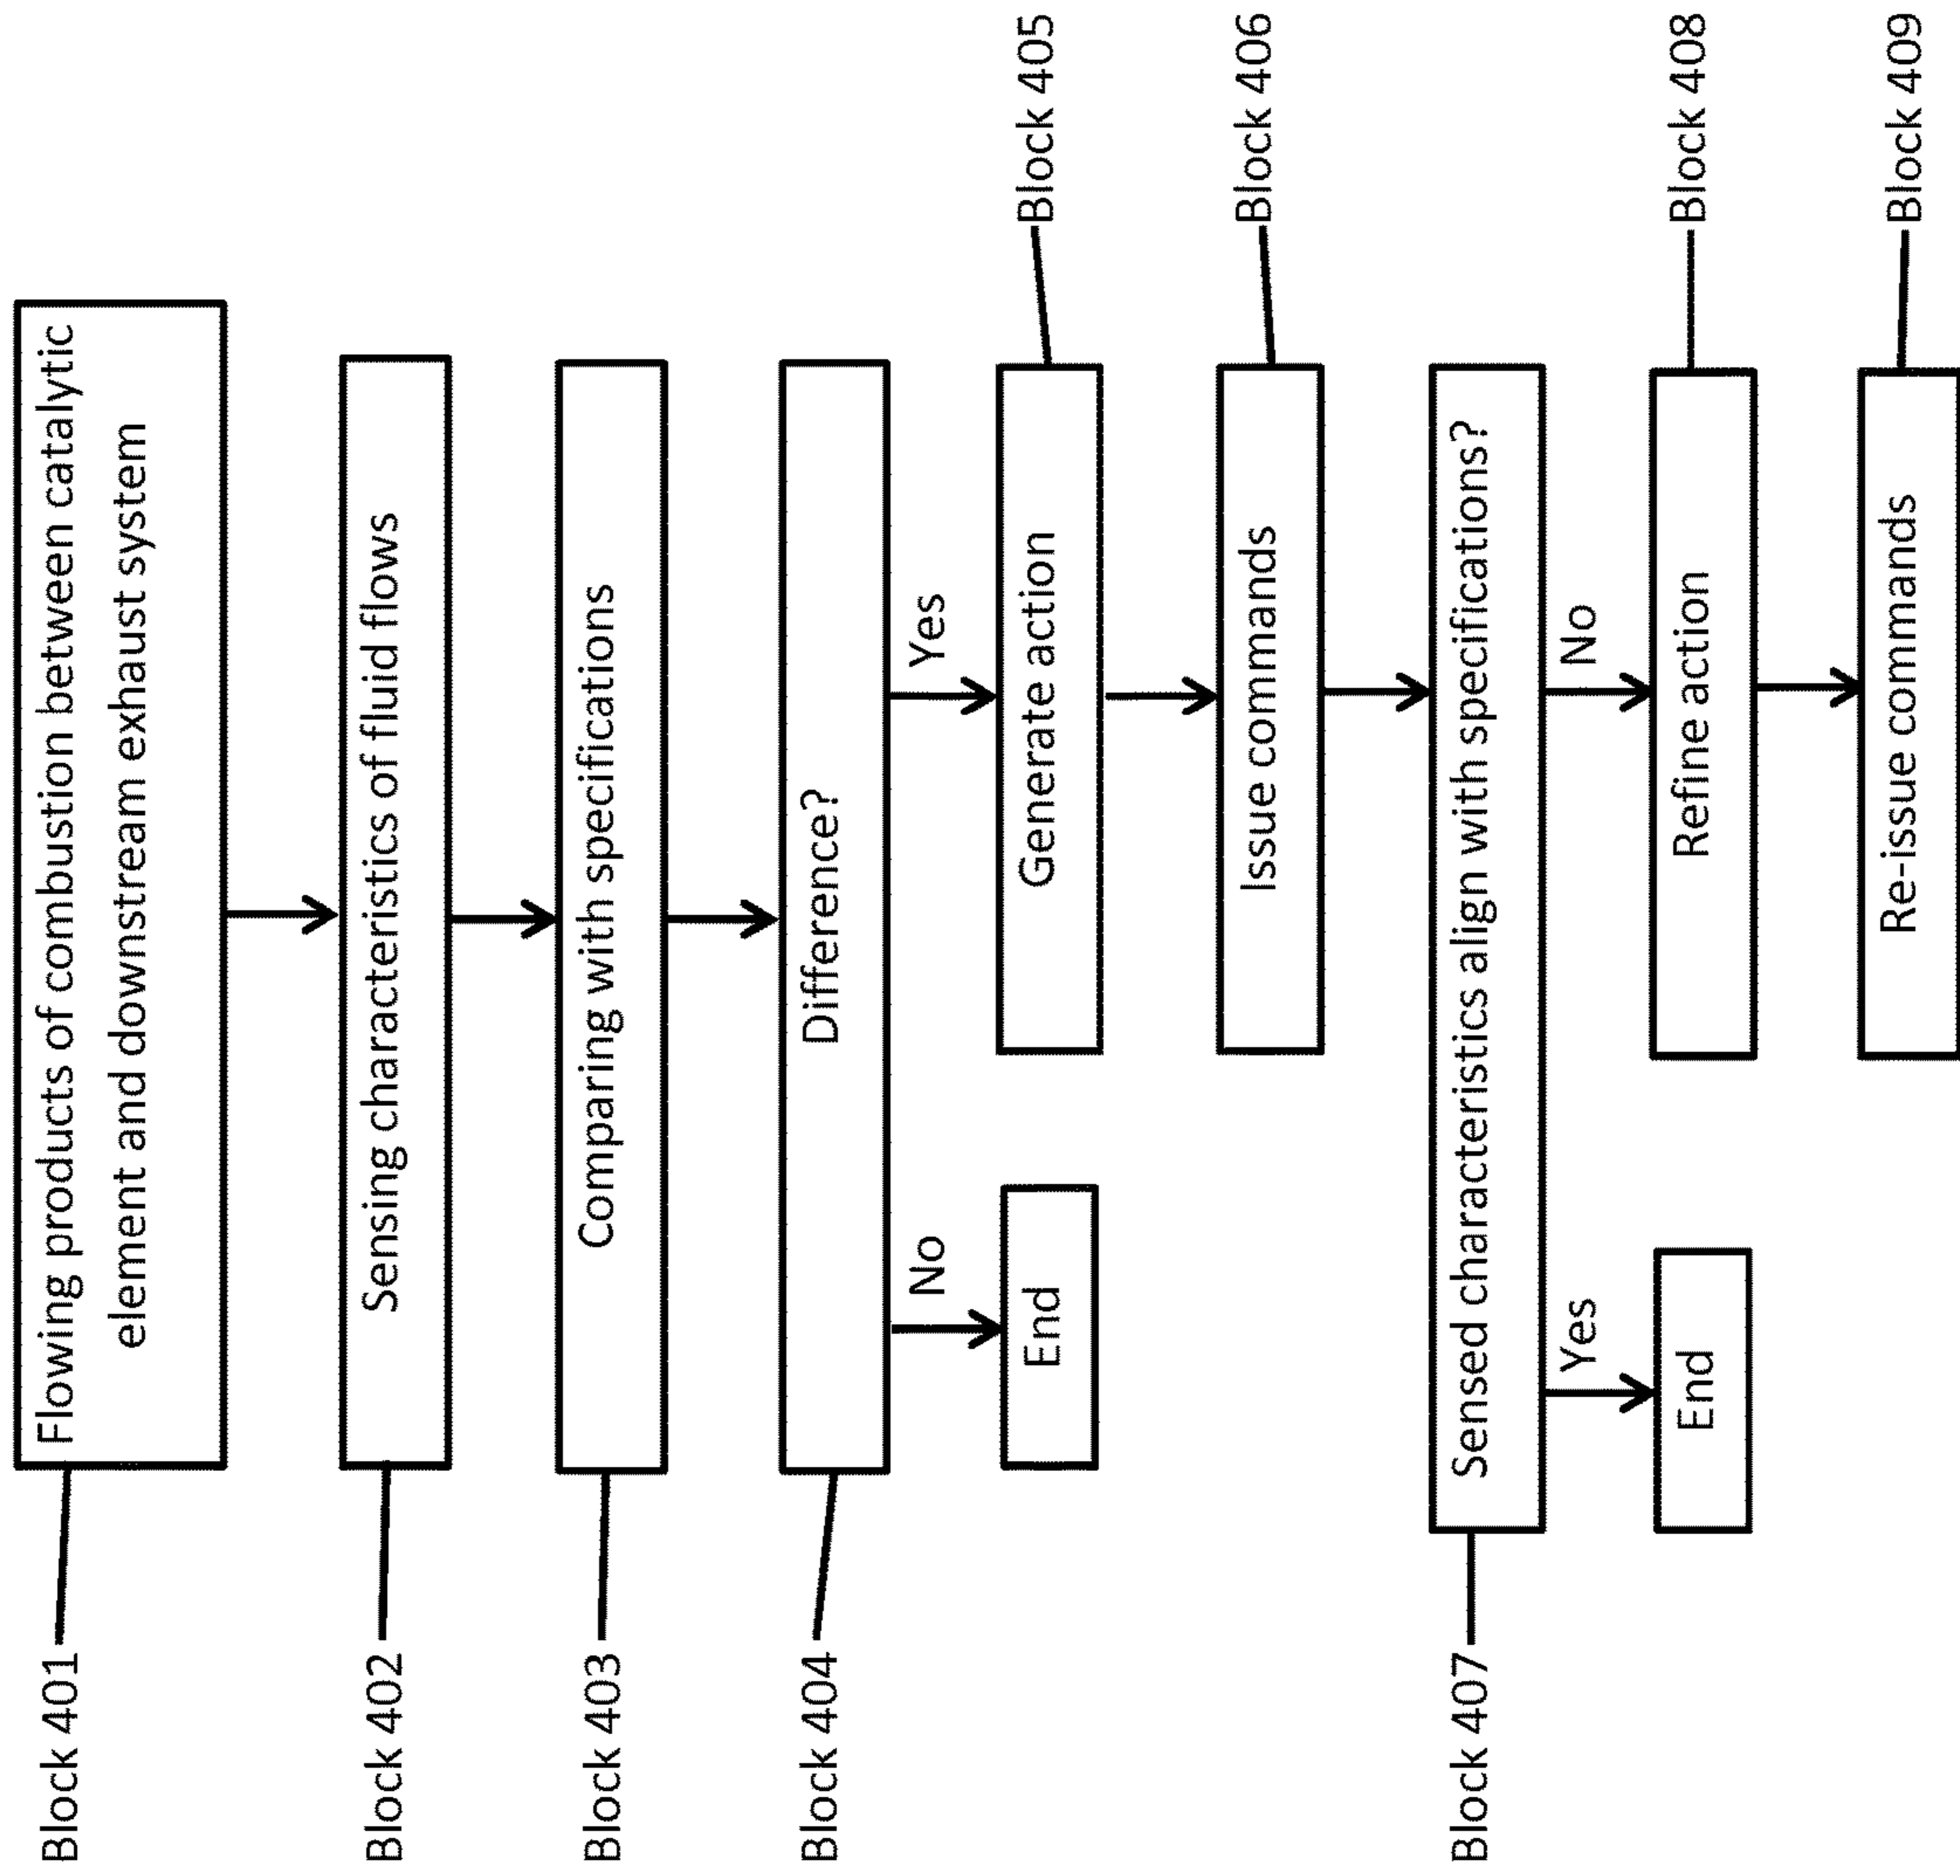 Block 401
Flowing products of combustion between catalytic
element and downstream exhaust system
Block 402
Sensing characteristics of fluid flows
Block 403
Comparing with specifications
Block 404
Difference?
No
Yes
End
Generate action
Block 405
Issue commands
Block 406
Block 407
Sensed characteristics align with specifications?
Yes
No
End
Refine action
Block 408
Re-issue commands
Block 409